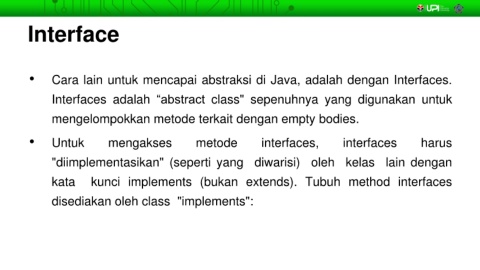 UPI
Interface
• Cara lain untuk mencapai abstraksi di Java, adalah dengan Interfaces.
Interfaces adalah “abstract class" sepenuhnya yang digunakan untuk
mengelompokkan metode terkait dengan empty bodies.
• Untuk mengakses metode interfaces, interfaces harus
"diimplementasikan" (seperti yang diwarisi) oleh kelas lain dengan
kata kunci implements (bukan extends). Tubuh method interfaces
disediakan oleh class "implements":